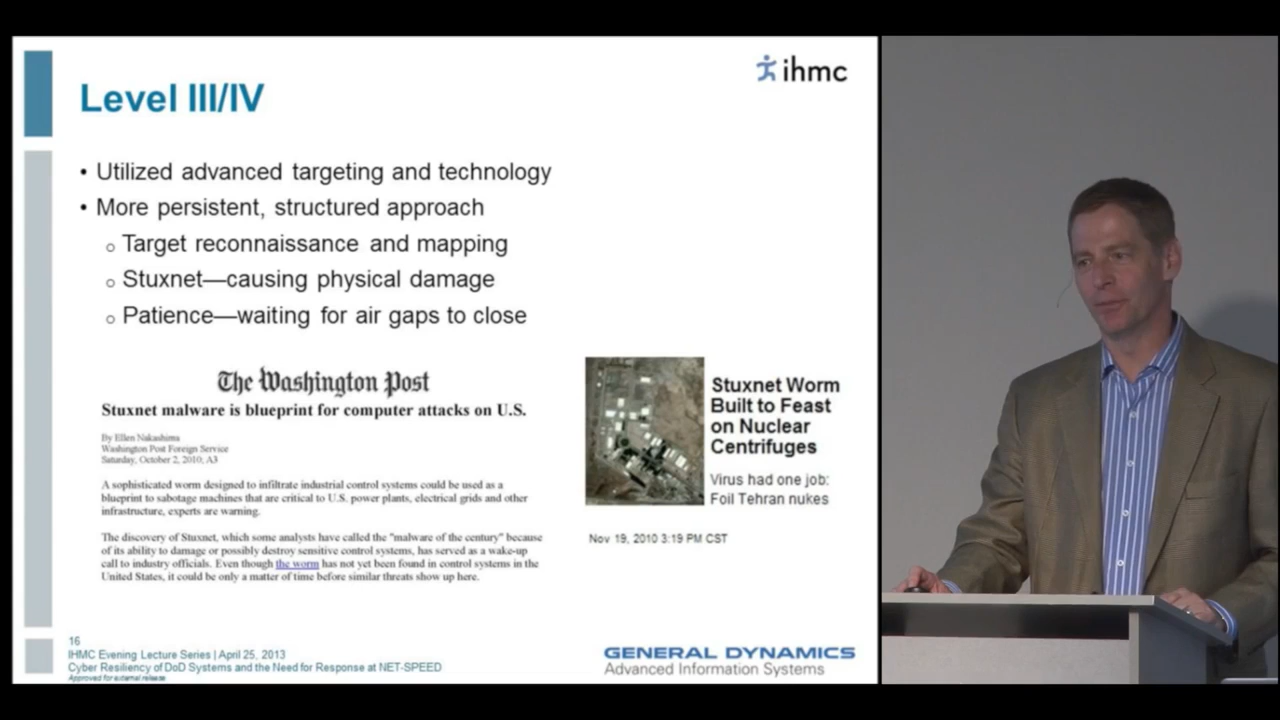 ihmc
Level III/IV
• Utilized advanced targeting and technology
• More persistent, structured approach
o Target reconnaissance and mapping
o Stuxnet—causing physical damage
o Patience—waiting for air gaps to close
The Washington Post
Stuxnet malware is blueprint for computer attacks on U.S.
By Ellen Nakashima
Washington Post Foreign Service
Saturday, October 2, 2010; A3
A sophisticated worm designed to infiltrate industrial control systems could be used as a
blueprint to sabotage machines that are critical to U.S. power plants, electrical grids and other
infrastructure, experts are warning.
The discovery of Stuxnet, which some analysts have called the "malware of the century" because
of its ability to damage or possibly destroy sensitive control systems, has served as a wake-up
call to industry officials. Even though the worm has not yet been found in control systems in the
United States, it could be only a matter of time before similar threats show up here.
Stuxnet Worm
Built to Feast
on Nuclear
Centrifuges
Virus had one job:
Foil Tehran nukes
Nov 19, 2010 3:19 PM CST
16
IHMC Evening Lecture Series | April 25, 2013
Cyber Resiliency of DoD Systems and the Need for Response at NET-SPEED
Approved for external release
GENERAL DYNAMICS
Advanced Information Systems